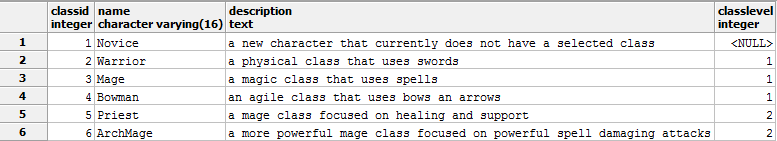 classid name description classlevel
integer character varying(16) text integer
1 1 Novice a new character that currently does not have a selected class <NULL>
2 2 Warrior a physical class that uses swords 1
3 3 Mage a magic class that uses spells 1
4 4 Bowman an agile class that uses bows an arrows 1
5 5 Priest a mage class focused on healing and support 2
6 6 ArchMage a more powerful mage class focused on powerful spell damaging attacks 2